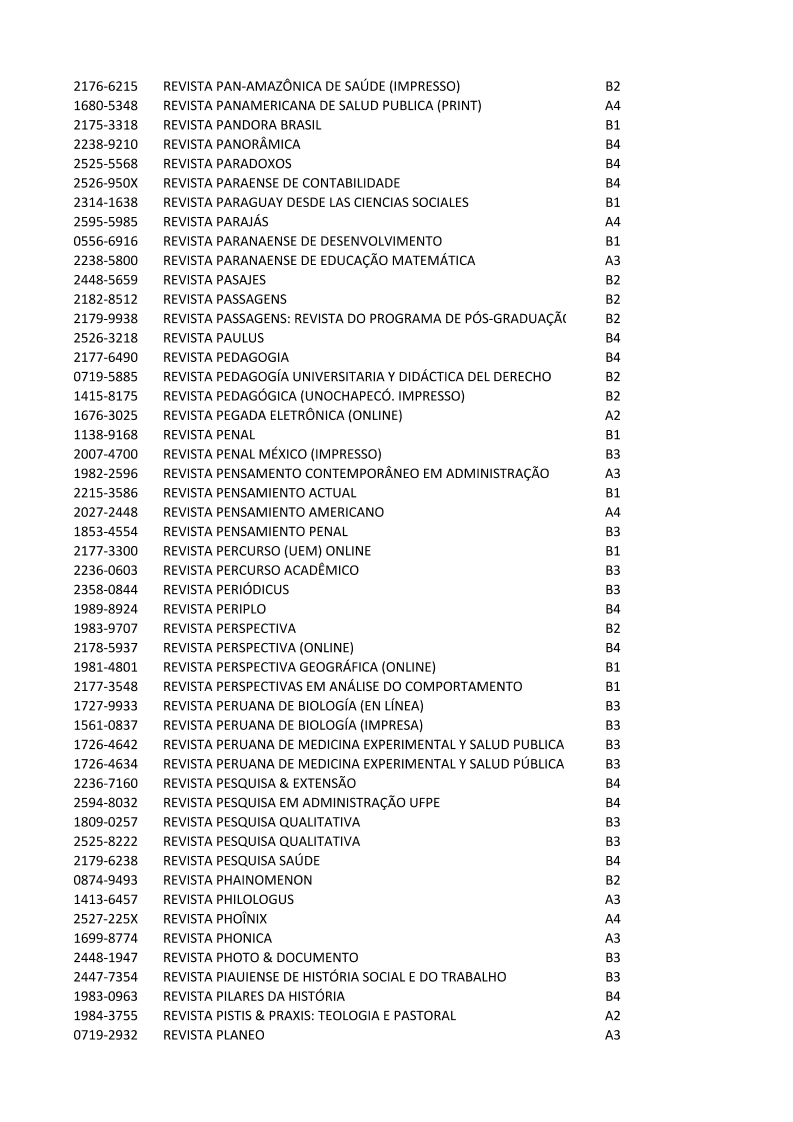 2176-6215 REVISTA PAN-AMAZÔNICA DE SAÚDE (IMPRESSO) B2
1680-5348 REVISTA PANAMERICANA DE SALUD PUBLICA (PRINT) A4
2175-3318 REVISTA PANDORA BRASIL B1
2238-9210 REVISTA PANORÂMICA B4
2525-5568 REVISTA PARADOXOS B4
2526-950X REVISTA PARAENSE DE CONTABILIDADE B4
2314-1638 REVISTA PARAGUAY DESDE LAS CIENCIAS SOCIALES B1
2595-5985 REVISTA PARAJÁS A4
0556-6916 REVISTA PARANAENSE DE DESENVOLVIMENTO B1
2238-5800 REVISTA PARANAENSE DE EDUCAÇÃO MATEMÁTICA A3
2448-5659 REVISTA PASAJES B2
2182-8512 REVISTA PASSAGENS B2
2179-9938 REVISTA PASSAGENS: REVISTA DO PROGRAMA DE PÓS-GRADUAÇÃO B2
2526-3218 REVISTA PAULUS B4
2177-6490 REVISTA PEDAGOGIA B4
0719-5885 REVISTA PEDAGOGÍA UNIVERSITARIA Y DIDÁCTICA DEL DERECHO B2
1415-8175 REVISTA PEDAGÓGICA (UNOCHAPECÓ. IMPRESSO) B2
1676-3025 REVISTA PEGADA ELETRÔNICA (ONLINE) A2
1138-9168 REVISTA PENAL B1
2007-4700 REVISTA PENAL MÉXICO (IMPRESSO) B3
1982-2596 REVISTA PENSAMENTO CONTEMPORÂNEO EM ADMINISTRAÇÃO A3
2215-3586 REVISTA PENSAMIENTO ACTUAL B1
2027-2448 REVISTA PENSAMIENTO AMERICANO A4
1853-4554 REVISTA PENSAMIENTO PENAL B3
2177-3300 REVISTA PERCURSO (UEM) ONLINE B1
2236-0603 REVISTA PERCURSO ACADÊMICO B3
2358-0844 REVISTA PERIÓDICUS B3
1989-8924 REVISTA PERIPLO B4
1983-9707 REVISTA PERSPECTIVA B2
2178-5937 REVISTA PERSPECTIVA (ONLINE) B4
1981-4801 REVISTA PERSPECTIVA GEOGRÁFICA (ONLINE) B1
2177-3548 REVISTA PERSPECTIVAS EM ANÁLISE DO COMPORTAMENTO B1
1727-9933 REVISTA PERUANA DE BIOLOGÍA (EN LÍNEA) B3
1561-0837 REVISTA PERUANA DE BIOLOGÍA (IMPRESA) B3
1726-4642 REVISTA PERUANA DE MEDICINA EXPERIMENTAL Y SALUD PUBLICA B3
1726-4634 REVISTA PERUANA DE MEDICINA EXPERIMENTAL Y SALUD PÚBLICA B3
2236-7160 REVISTA PESQUISA & EXTENSÃO B4
2594-8032 REVISTA PESQUISA EM ADMINISTRAÇÃO UFPE B4
1809-0257 REVISTA PESQUISA QUALITATIVA B3
2525-8222 REVISTA PESQUISA QUALITATIVA B3
2179-6238 REVISTA PESQUISA SAÚDE B4
0874-9493 REVISTA PHAINOMENON B2
1413-6457 REVISTA PHILOLOGUS A3
2527-225X REVISTA PHOÎNIX A4
1699-8774 REVISTA PHONICA A3
2448-1947 REVISTA PHOTO & DOCUMENTO B3
2447-7354 REVISTA PIAUIENSE DE HISTÓRIA SOCIAL E DO TRABALHO B3
1983-0963 REVISTA PILARES DA HISTÓRIA B4
1984-3755 REVISTA PISTIS & PRAXIS: TEOLOGIA E PASTORAL A2
0719-2932 REVISTA PLANEO A3